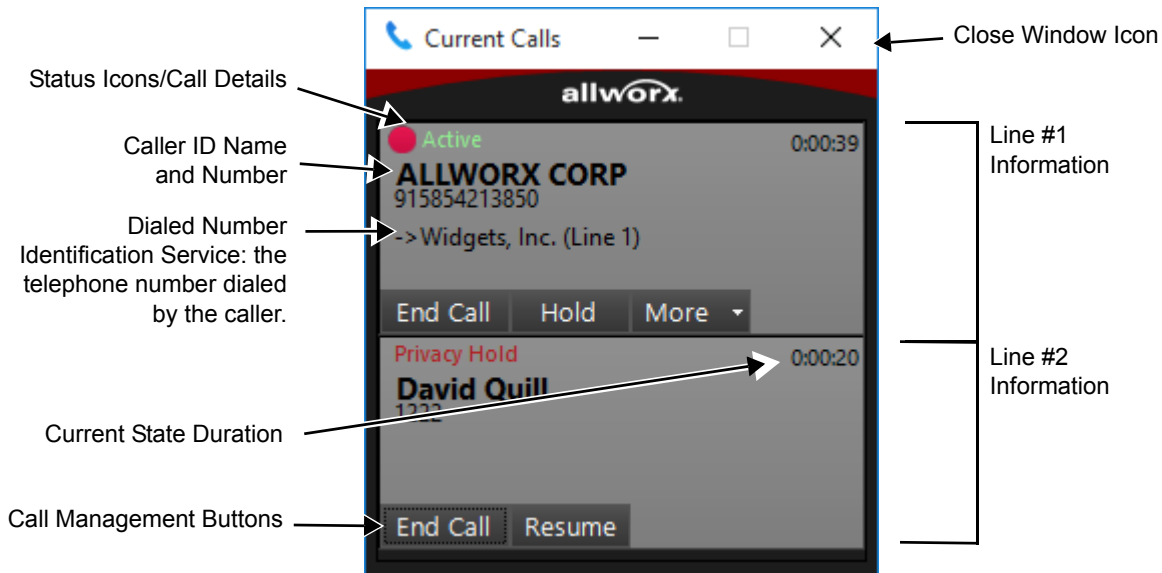 Current Calls
Close Window Icon
Status Icons/Call Details
allworx.
Active
0:00:39
Line #1
Information
Caller ID Name
and Number
ALLWORX CORP
915854213850
Dialed Number
Identification Service: the
telephone number dialed
by the caller.
->Widgets, Inc. (Line 1)
End Call
Hold
More
Privacy Hold
0:00:20
Line #2
Information
David Quill
1222
Current State Duration
Call Management Buttons
End Call
Resume